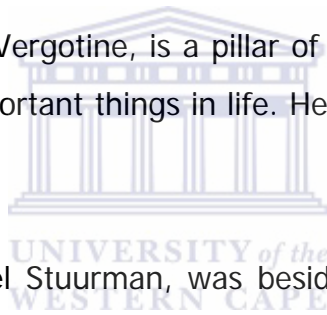 Vergotine, is a pillar of
ortant things in life. He
UNIVERSITY of the
el Stuurman, was besid
WESTERN CAPE